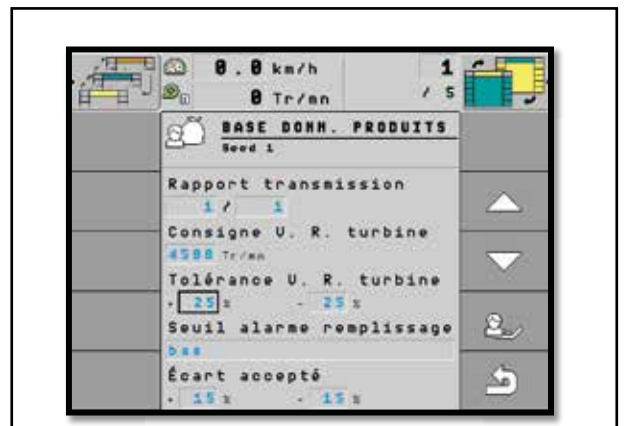 0.0 km/h 1
0 Tr/mn / 5
BASE DONN. PRODUITS
Seed 1
Rapport transmission
1 / 1
Consigne V. R. turbine
4500 Tr/mn
Tolérance V. R. turbine
+ 25 % - 25 %
Seuil alarme remplissage
bas
Écart accepté
+ 15 % - 15 %